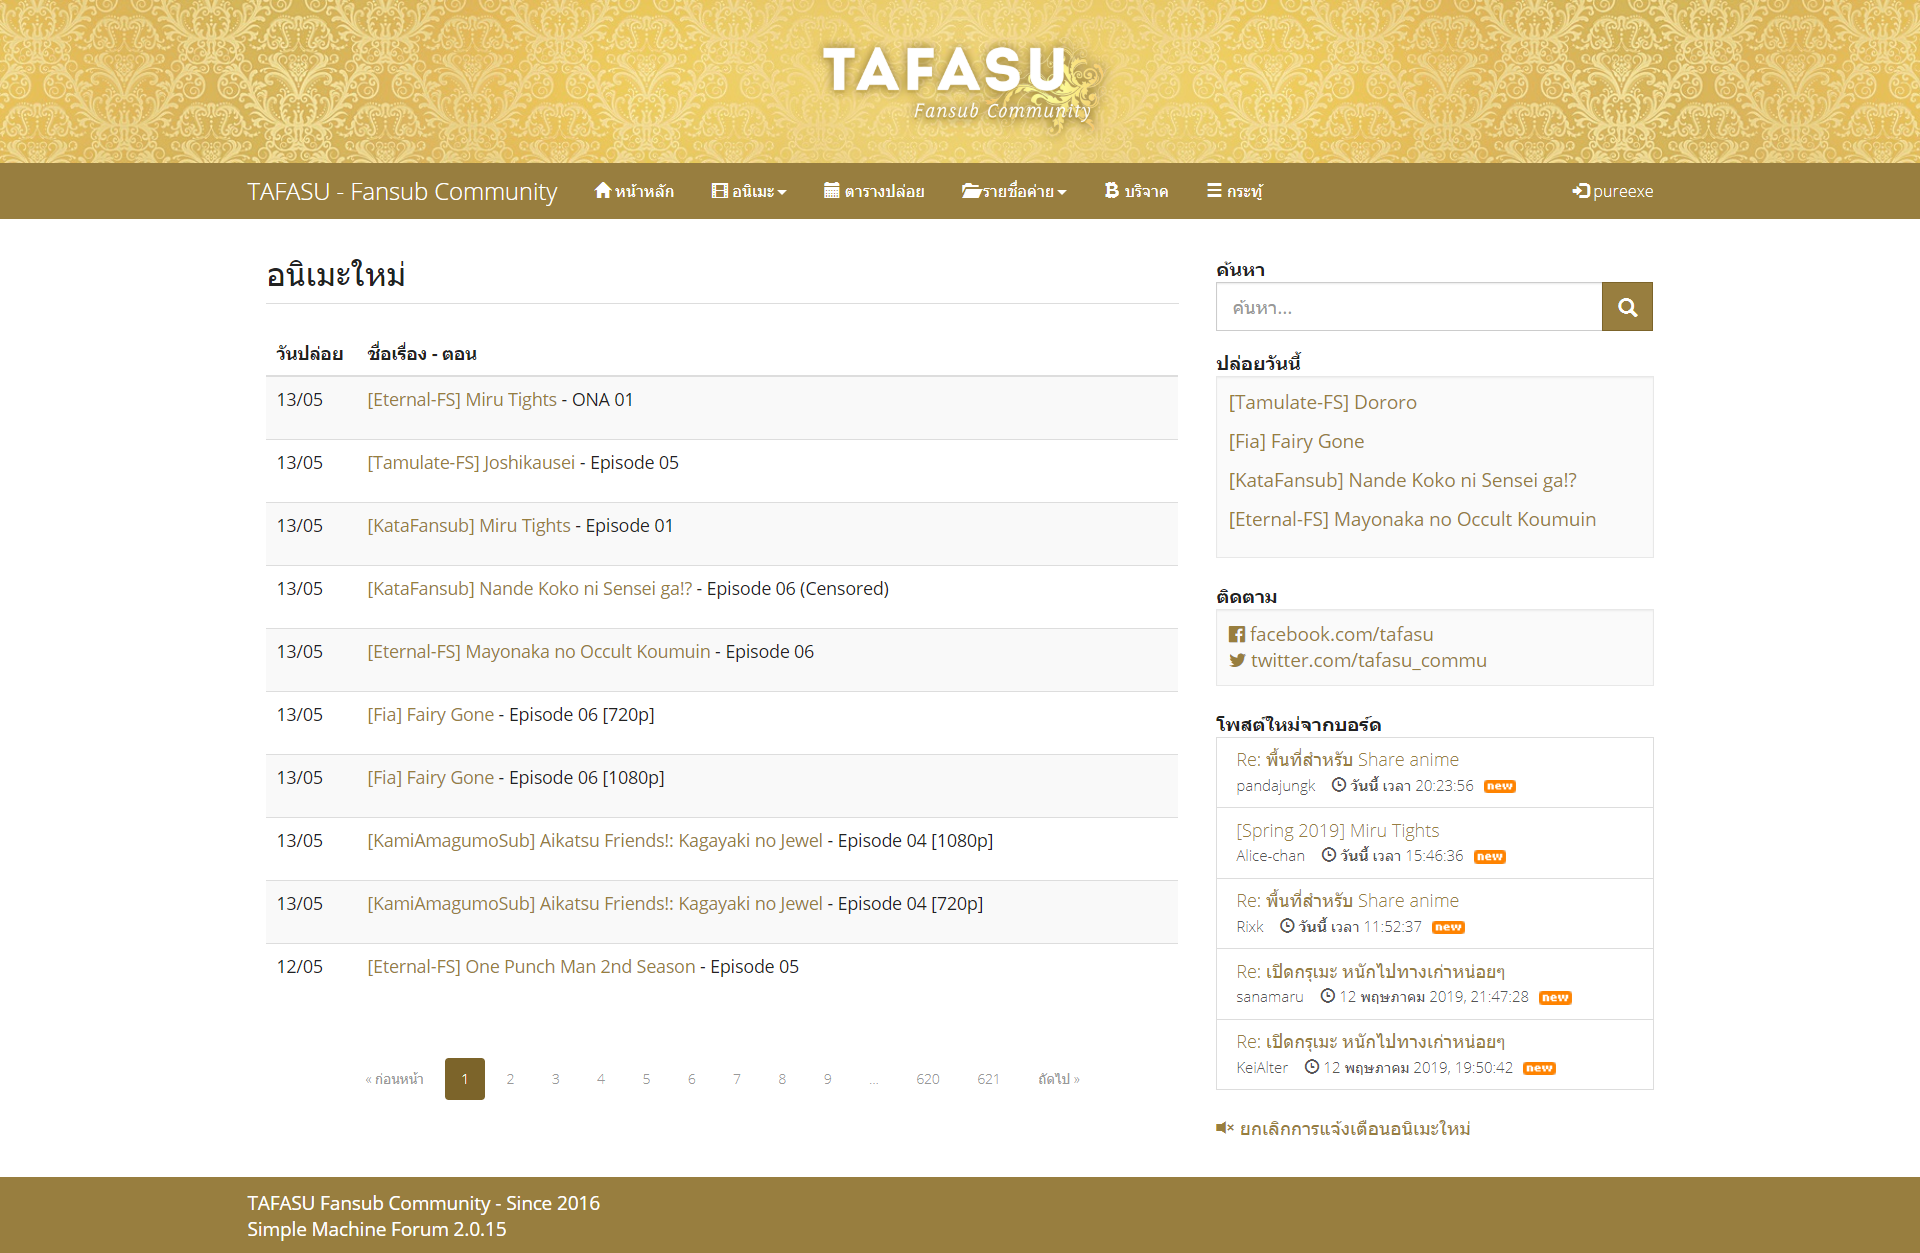 TAFASU
Fansub Community
TAFASU - Fansub Community
หน้าหลัก
อนิเมะ
ตารางปล่อย
รายชื่อค่าย
บริจาค
กระทู้
pureexe
อนิเมะใหม่
วันปล่อย ชื่อเรื่อง - ตอน
13/05 [Eternal-FS] Miru Tights - ONA 01
13/05 [Tamulate-FS] Joshikausei - Episode 05
13/05 [KataFansub] Miru Tights - Episode 01
13/05 [KataFansub] Nande Koko ni Sensei ga!? - Episode 06 (Censored)
13/05 [Eternal-FS] Mayonaka no Occult Koumuin - Episode 06
13/05 [Fia] Fairy Gone - Episode 06 [720p]
13/05 [Fia] Fairy Gone - Episode 06 [1080p]
13/05 [KamiAmagumoSub] Aikatsu Friends!: Kagayaki no Jewel - Episode 04 [1080p]
13/05 [KamiAmagumoSub] Aikatsu Friends!: Kagayaki no Jewel - Episode 04 [720p]
12/05 [Eternal-FS] One Punch Man 2nd Season - Episode 05
« ก่อนหน้า 1 2 3 4 5 6 7 8 9 ... 620 621 ถัดไป »
ค้นหา
ค้นหา...
ปล่อยวันนี้
[Tamulate-FS] Dororo
[Fia] Fairy Gone
[KataFansub] Nande Koko ni Sensei ga!?
[Eternal-FS] Mayonaka no Occult Koumuin
ติดตาม
facebook.com/tafasu
twitter.com/tafasu_commu
โพสต์ใหม่จากบอร์ด
Re: พื้นที่สำหรับ Share anime
pandajungk วันนี้ เวลา 20:23:56 new
[Spring 2019] Miru Tights
Alice-chan วันนี้ เวลา 15:46:36 new
Re: พื้นที่สำหรับ Share anime
Rixk วันนี้ เวลา 11:52:37 new
Re: เปิดกรุเมะ หนักไปทางเก่าหน่อยๆ
sanamaru 12 พฤษภาคม 2019, 21:47:28 new
Re: เปิดกรุเมะ หนักไปทางเก่าหน่อยๆ
KeiAlter 12 พฤษภาคม 2019, 19:50:42 new
ยกเลิกการแจ้งเตือนอนิเมะใหม่
TAFASU Fansub Community - Since 2016
Simple Machine Forum 2.0.15